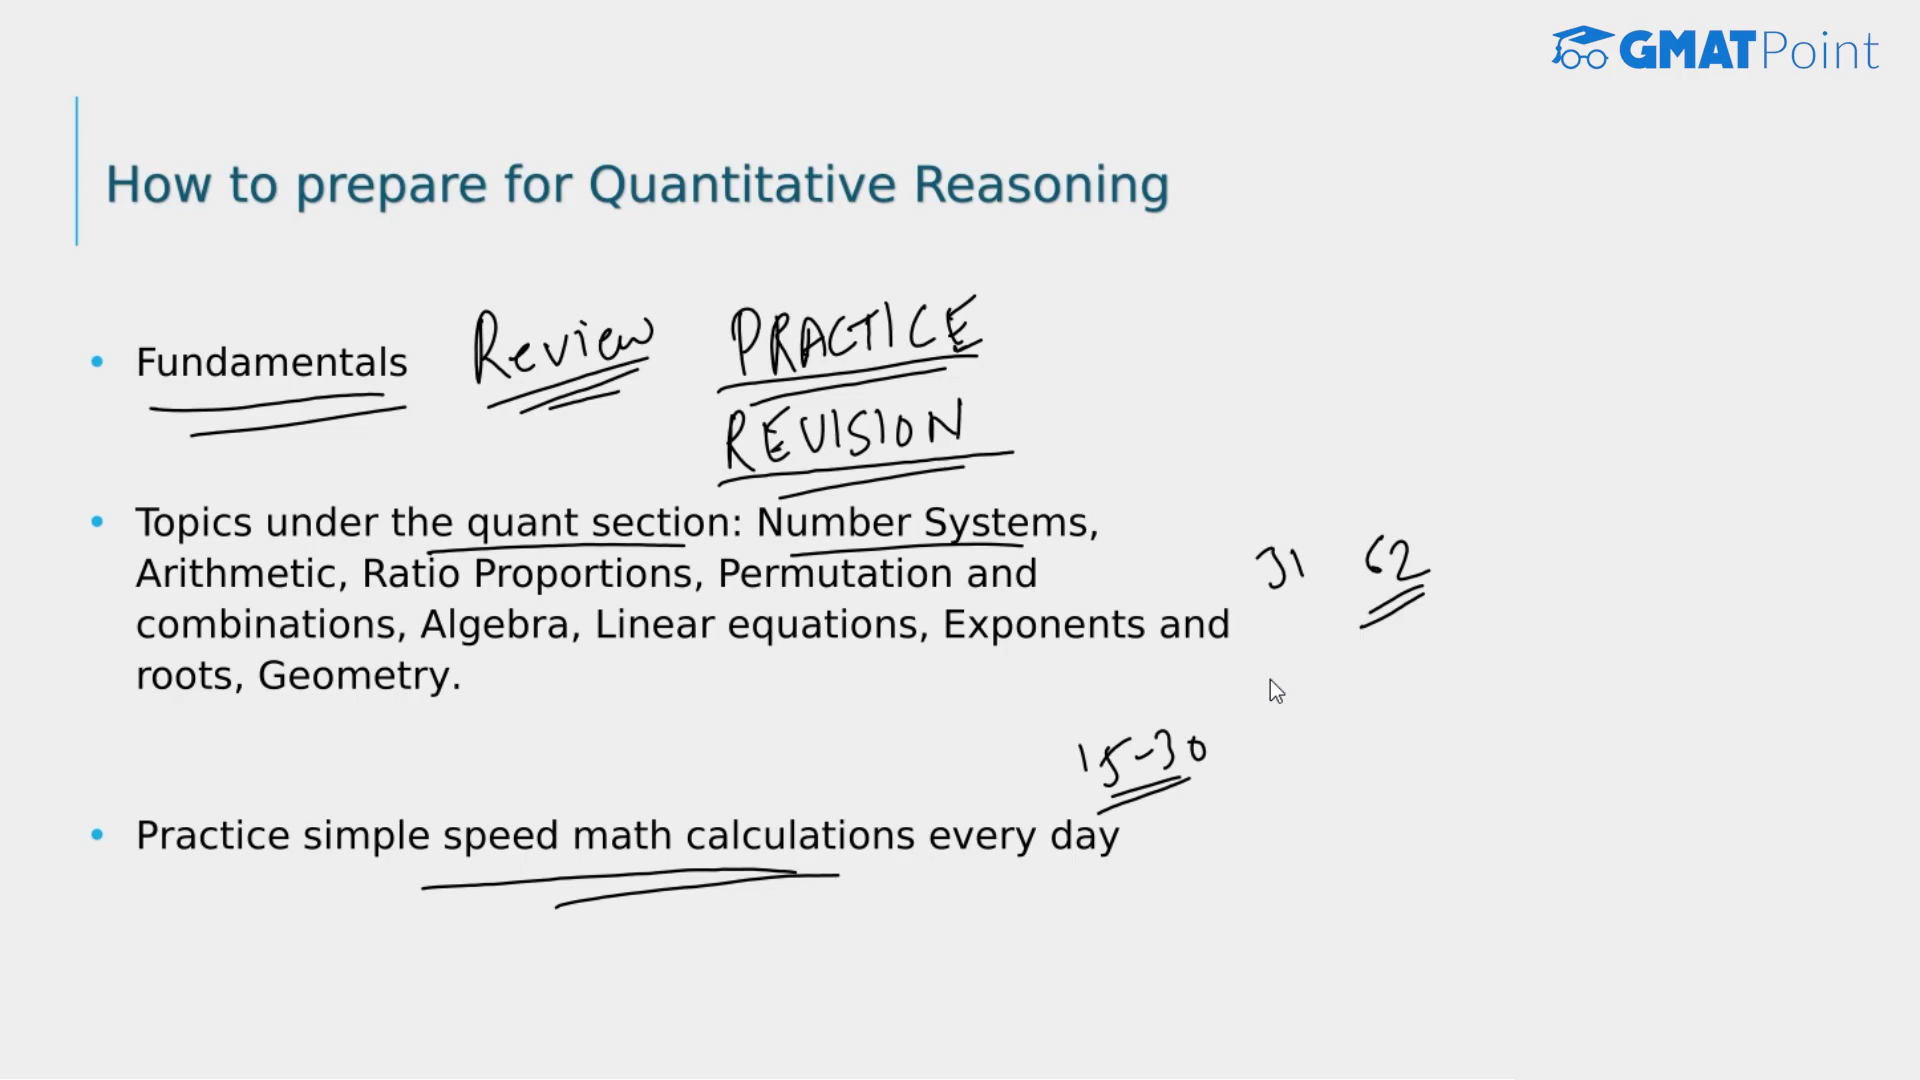 GMATPoint
How to prepare for Quantitative Reasoning
Fundamentals Review PRACTICE
REVISION
Topics under the quant section: Number Systems,
Arithmetic, Ratio Proportions, Permutation and
combinations, Algebra, Linear equations, Exponents and
roots, Geometry.
31 62
15-30
Practice simple speed math calculations every day